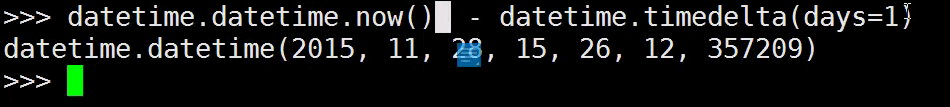 >>> datetime.datetime.now() - datetime.timedelta(days=1)
datetime.datetime(2015, 11, 28, 15, 26, 12, 357209)
>>>